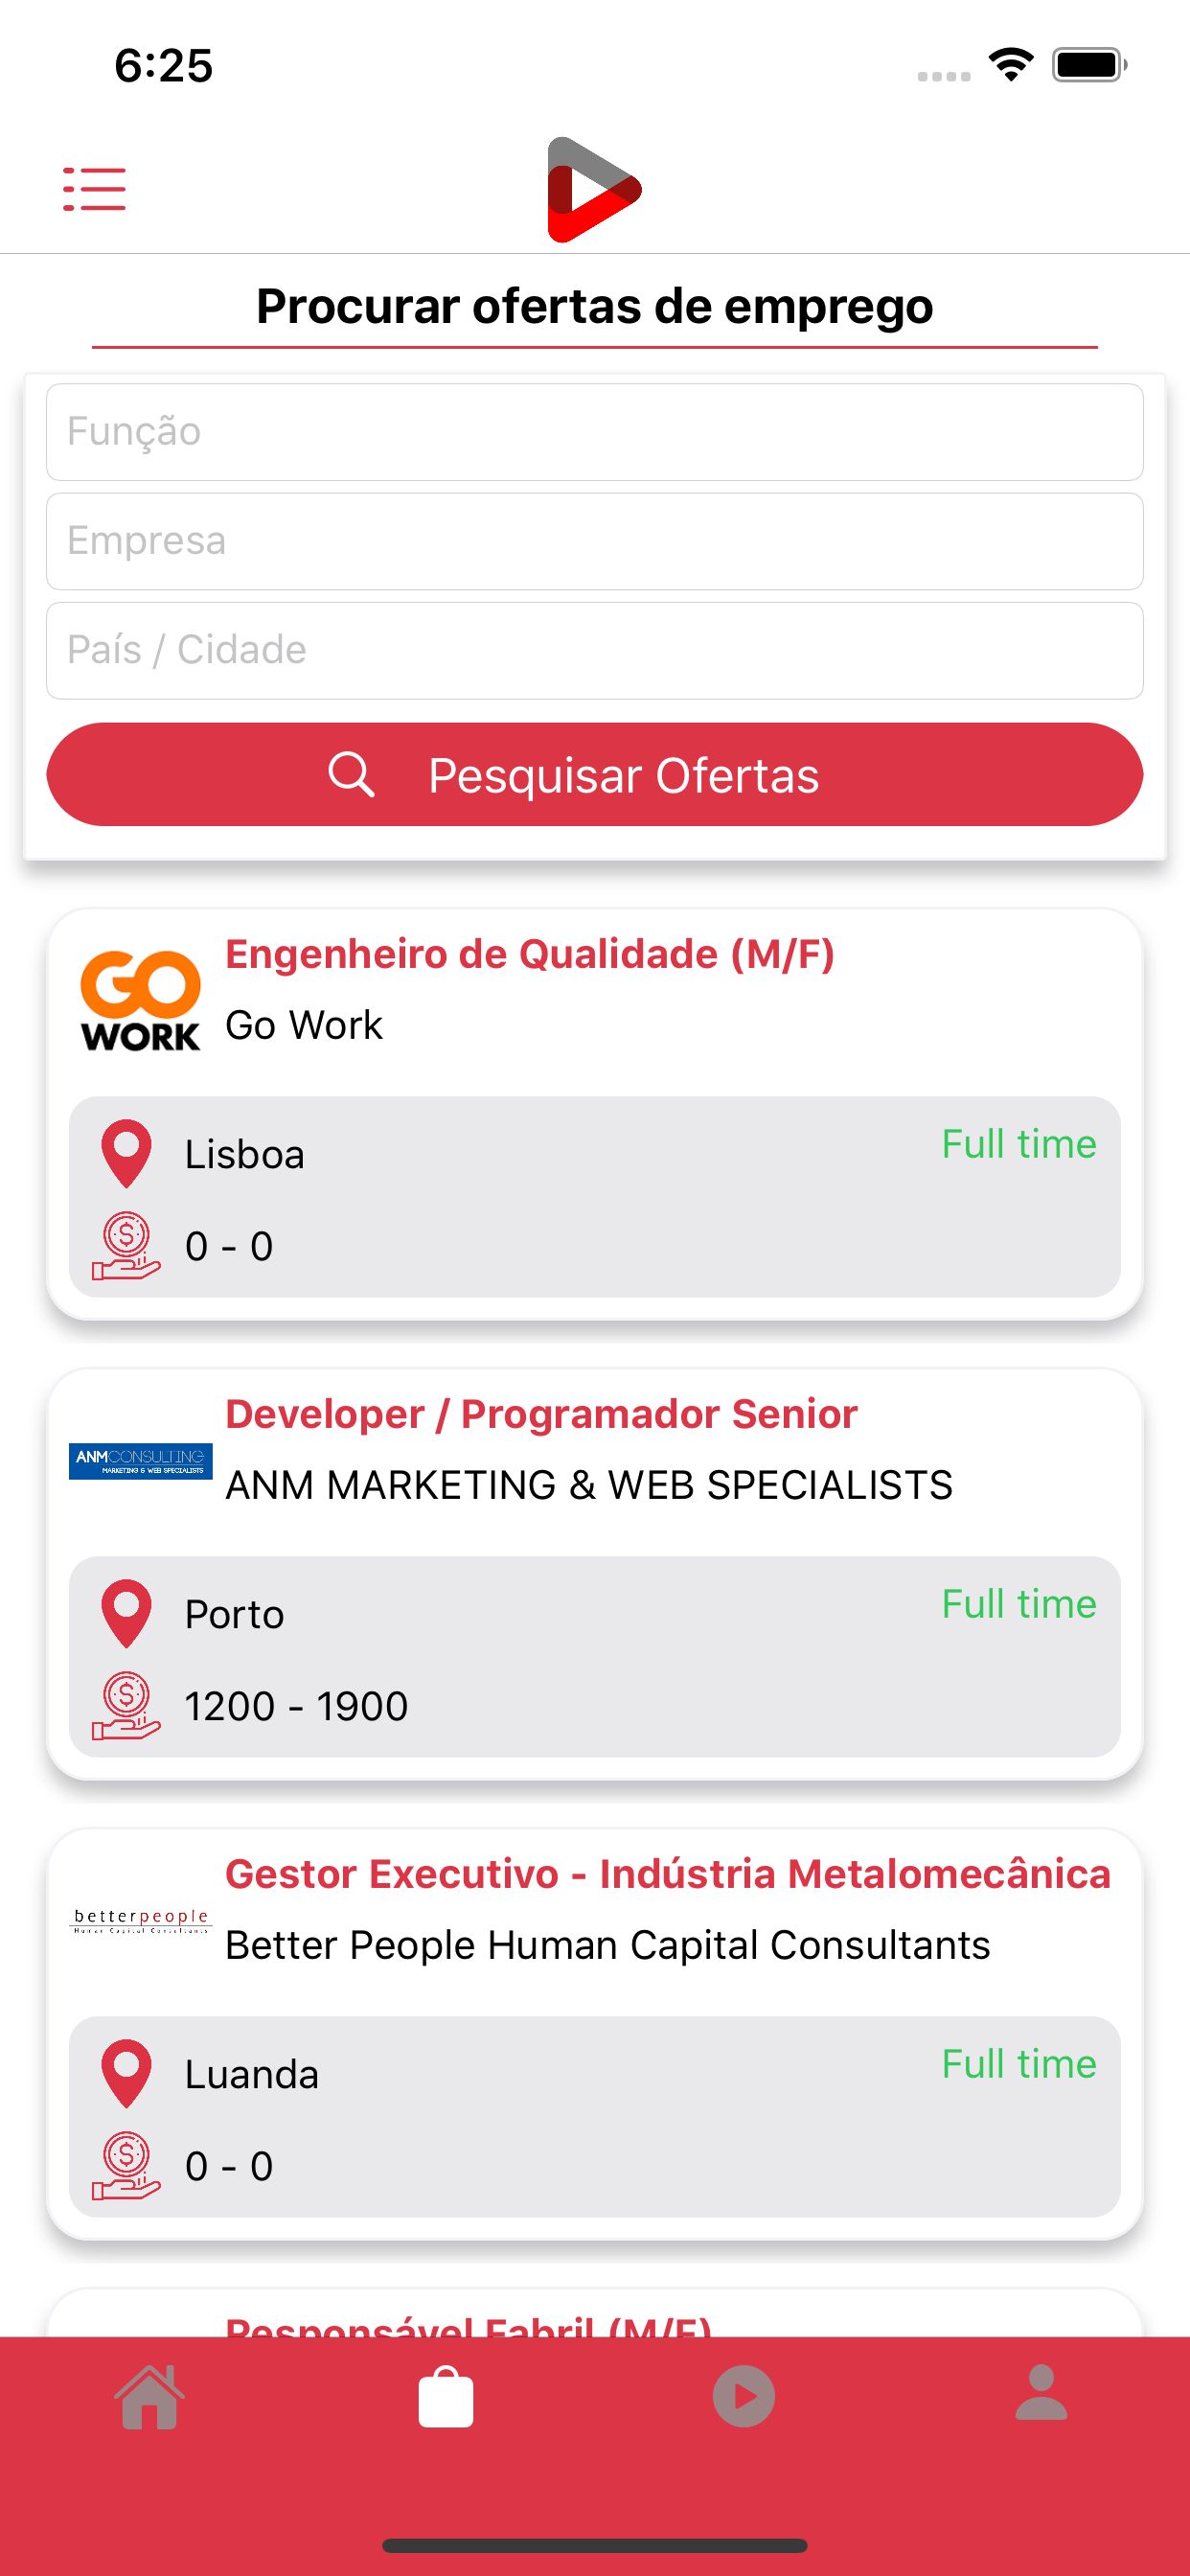 6:25
Procurar ofertas de emprego
Função
Empresa
País / Cidade
Pesquisar Ofertas
GO
WORK
Engenheiro de Qualidade (M/F)
Go Work
Lisboa
Full time
0 - 0
ANMCONSULTING
MARKETING & WEB SPECIALISTS
Developer / Programador Senior
ANM MARKETING & WEB SPECIALISTS
Porto
Full time
1200 - 1900
betterpeople
Human Capital Consultants
Gestor Executivo - Indústria Metalomecânica
Better People Human Capital Consultants
Luanda
Full time
0 - 0
Responsável Fabril (M/F)